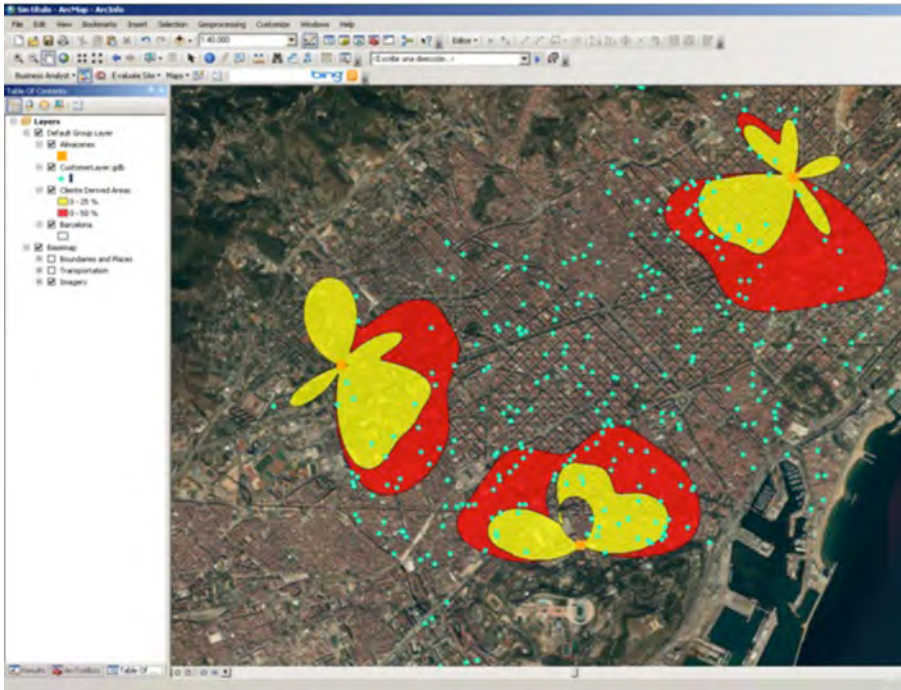 Sin título - ArcMap - ArcInfo
File Edit View Bookmarks Insert Selection Geoprocessing Customize Windows Help
1:40.000 Editor
<Escribir una dirección...>
Business Analyst Evaluate Site Maps bing
Table Of Contents
Layers
Default Group Layer
Almacenes
CustomerLayer.gdb
Cliente Derived Areas
0 - 25 %
0 - 50 %
Barcelona
Basemap
Boundaries and Places
Transportation
Imagery
Results ArcToolbox Table Of ...